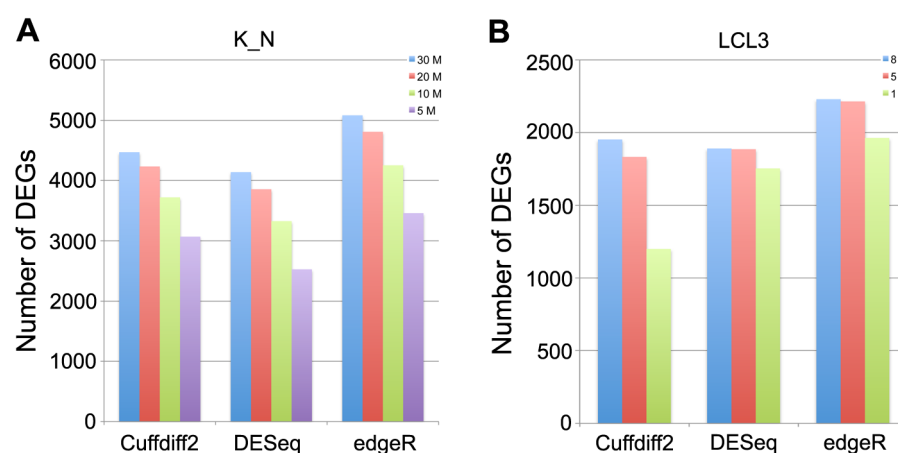 A
K_N
Number of DEGs
6000
5000
4000
3000
2000
1000
0
30 M
20 M
10 M
5 M
Cuffdiff2 DESeq edgeR
B
LCL3
Number of DEGs
2500
2000
1500
1000
500
0
8
5
1
Cuffdiff2 DESeq edgeR